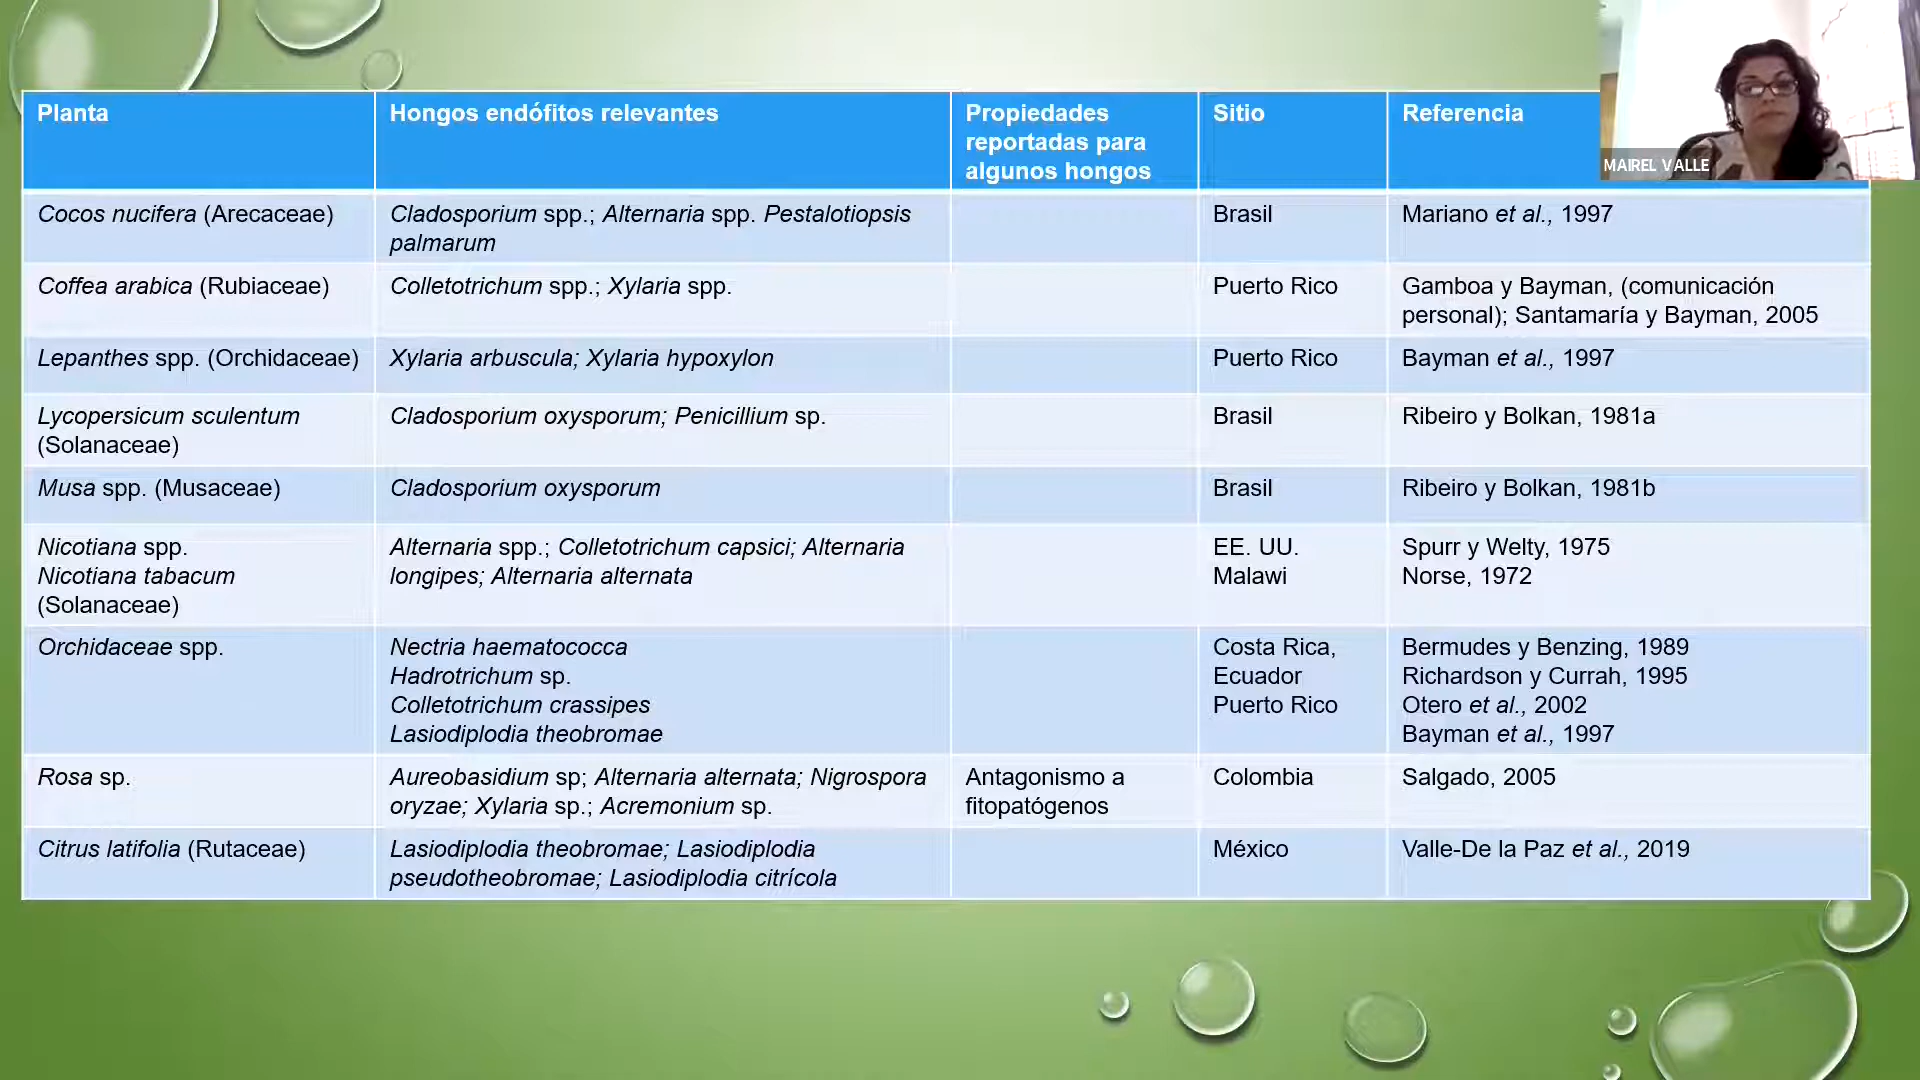 Planta
Hongos endófitos relevantes
Propiedades
reportadas para
algunos hongos
Sitio
Referencia
MAIREL VALLE
Cocos nucifera (Arecaceae)
Cladosporium spp.; Alternaria spp. Pestalotiopsis
palmarum
Brasil
Mariano et al., 1997
Coffea arabica (Rubiaceae)
Colletotrichum spp.; Xylaria spp.
Puerto Rico
Gamboa y Bayman, (comunicación
personal); Santamaría y Bayman, 2005
Lepanthes spp. (Orchidaceae)
Xylaria arbuscula; Xylaria hypoxylon
Puerto Rico
Bayman et al., 1997
Lycopersicum sculentum
(Solanaceae)
Cladosporium oxysporum; Penicillium sp.
Brasil
Ribeiro y Bolkan, 1981a
Musa spp. (Musaceae)
Cladosporium oxysporum
Brasil
Ribeiro y Bolkan, 1981b
Nicotiana spp.
Nicotiana tabacum
(Solanaceae)
Alternaria spp.; Colletotrichum capsici; Alternaria
longipes; Alternaria alternata
EE. UU.
Malawi
Spurr y Welty, 1975
Norse, 1972
Orchidaceae spp.
Nectria haematococca
Hadrotrichum sp.
Colletotrichum crassipes
Lasiodiplodia theobromae
Costa Rica,
Ecuador
Puerto Rico
Bermudes y Benzing, 1989
Richardson y Currah, 1995
Otero et al., 2002
Bayman et al., 1997
Rosa sp.
Aureobasidium sp; Alternaria alternata; Nigrospora
oryzae; Xylaria sp.; Acremonium sp.
Antagonismo a
fitopatógenos
Colombia
Salgado, 2005
Citrus latifolia (Rutaceae)
Lasiodiplodia theobromae; Lasiodiplodia
pseudotheobromae; Lasiodiplodia citrícola
México
Valle-De la Paz et al., 2019